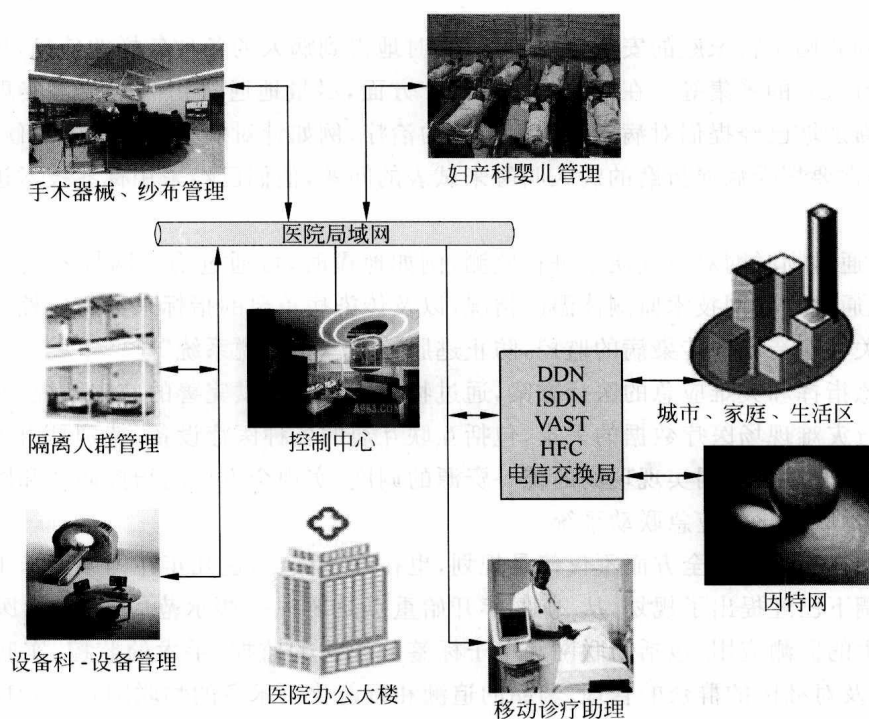 手术器械、纱布管理
妇产科婴儿管理
医院局域网
隔离人群管理
控制中心
DDN
ISDN
VAST
HFC
电信交换局
城市、家庭、生活区
因特网
设备科-设备管理
医院办公大楼
移动诊疗助理